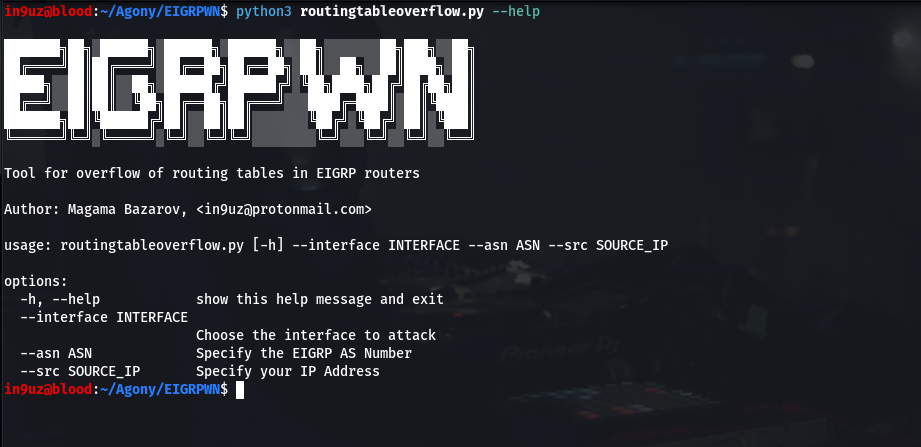 in9uz@blood:~/Agony/EIGRPWN$ python3 routingtableoverflow.py --help
EIGRPWN
Tool for overflow of routing tables in EIGRP routers
Author: Magama Bazarov, <in9uz@protonmail.com>
usage: routingtableoverflow.py [-h] --interface INTERFACE --asn ASN --src SOURCE_IP
options:
-h, --help show this help message and exit
--interface INTERFACE
Choose the interface to attack
--asn ASN Specify the EIGRP AS Number
--src SOURCE_IP Specify your IP Address
in9uz@blood:~/Agony/EIGRPWN$
Pioneer Dj